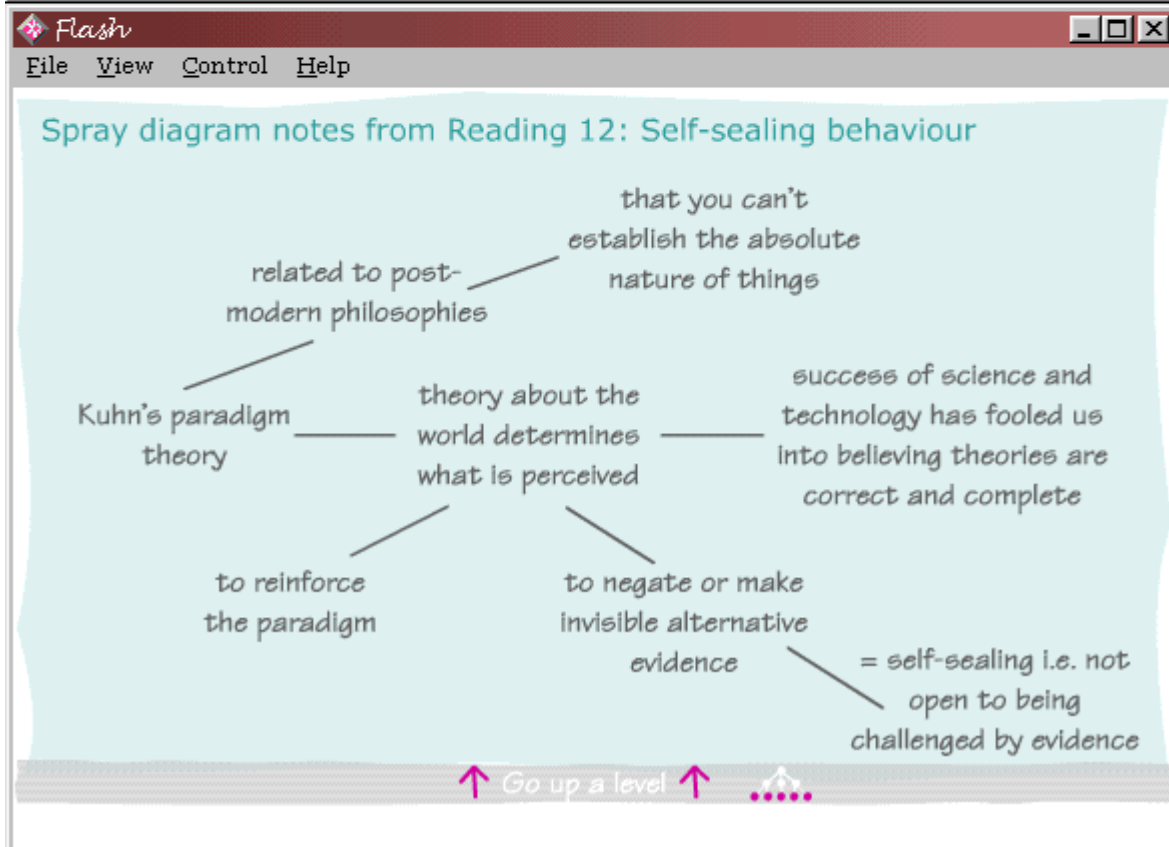 Flash
File View Control Help
Spray diagram notes from Reading 12: Self-sealing behaviour
that you can't
establish the absolute
nature of things
related to post-
modern philosophies
Kuhn's paradigm
theory
theory about the
world determines
what is perceived
success of science and
technology has fooled us
into believing theories are
correct and complete
to reinforce
the paradigm
to negate or make
invisible alternative
evidence
= self-sealing i.e. not
open to being
challenged by evidence
Go up a level